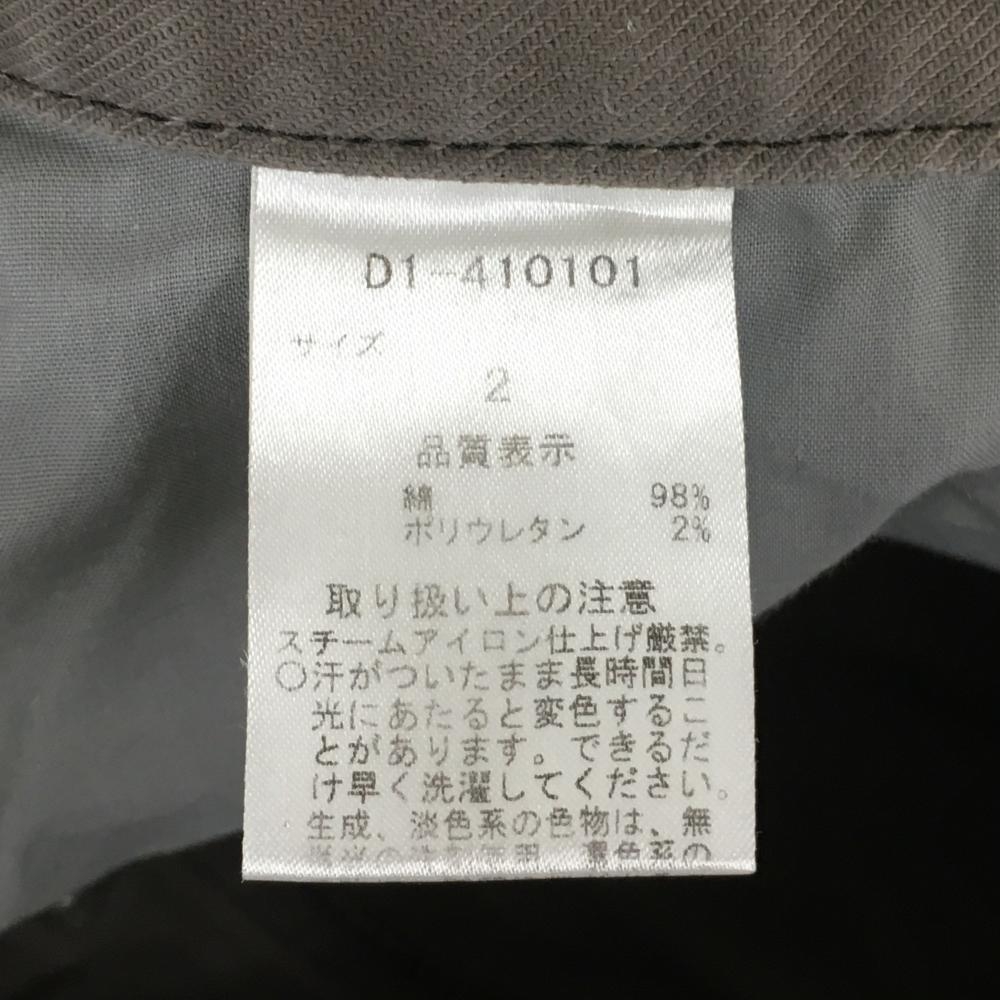 D1-410101
サイズ
2
品質表示
綿 98%
ポリウレタン 2%
取り扱い上の注意
スチームアイロン仕上げ厳禁。
○汗がついたまま長時間日
光にあたると変色するこ
とがあります。できるだ
け早く洗濯してください。
生成、淡色系の色物は、無